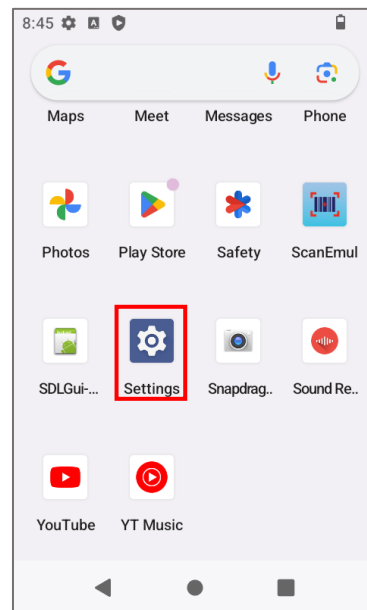 8:45
Maps Meet Messages Phone
Photos Play Store Safety ScanEmul
SDLGui-... Settings Snapdrag.. Sound Re..
YouTube YT Music